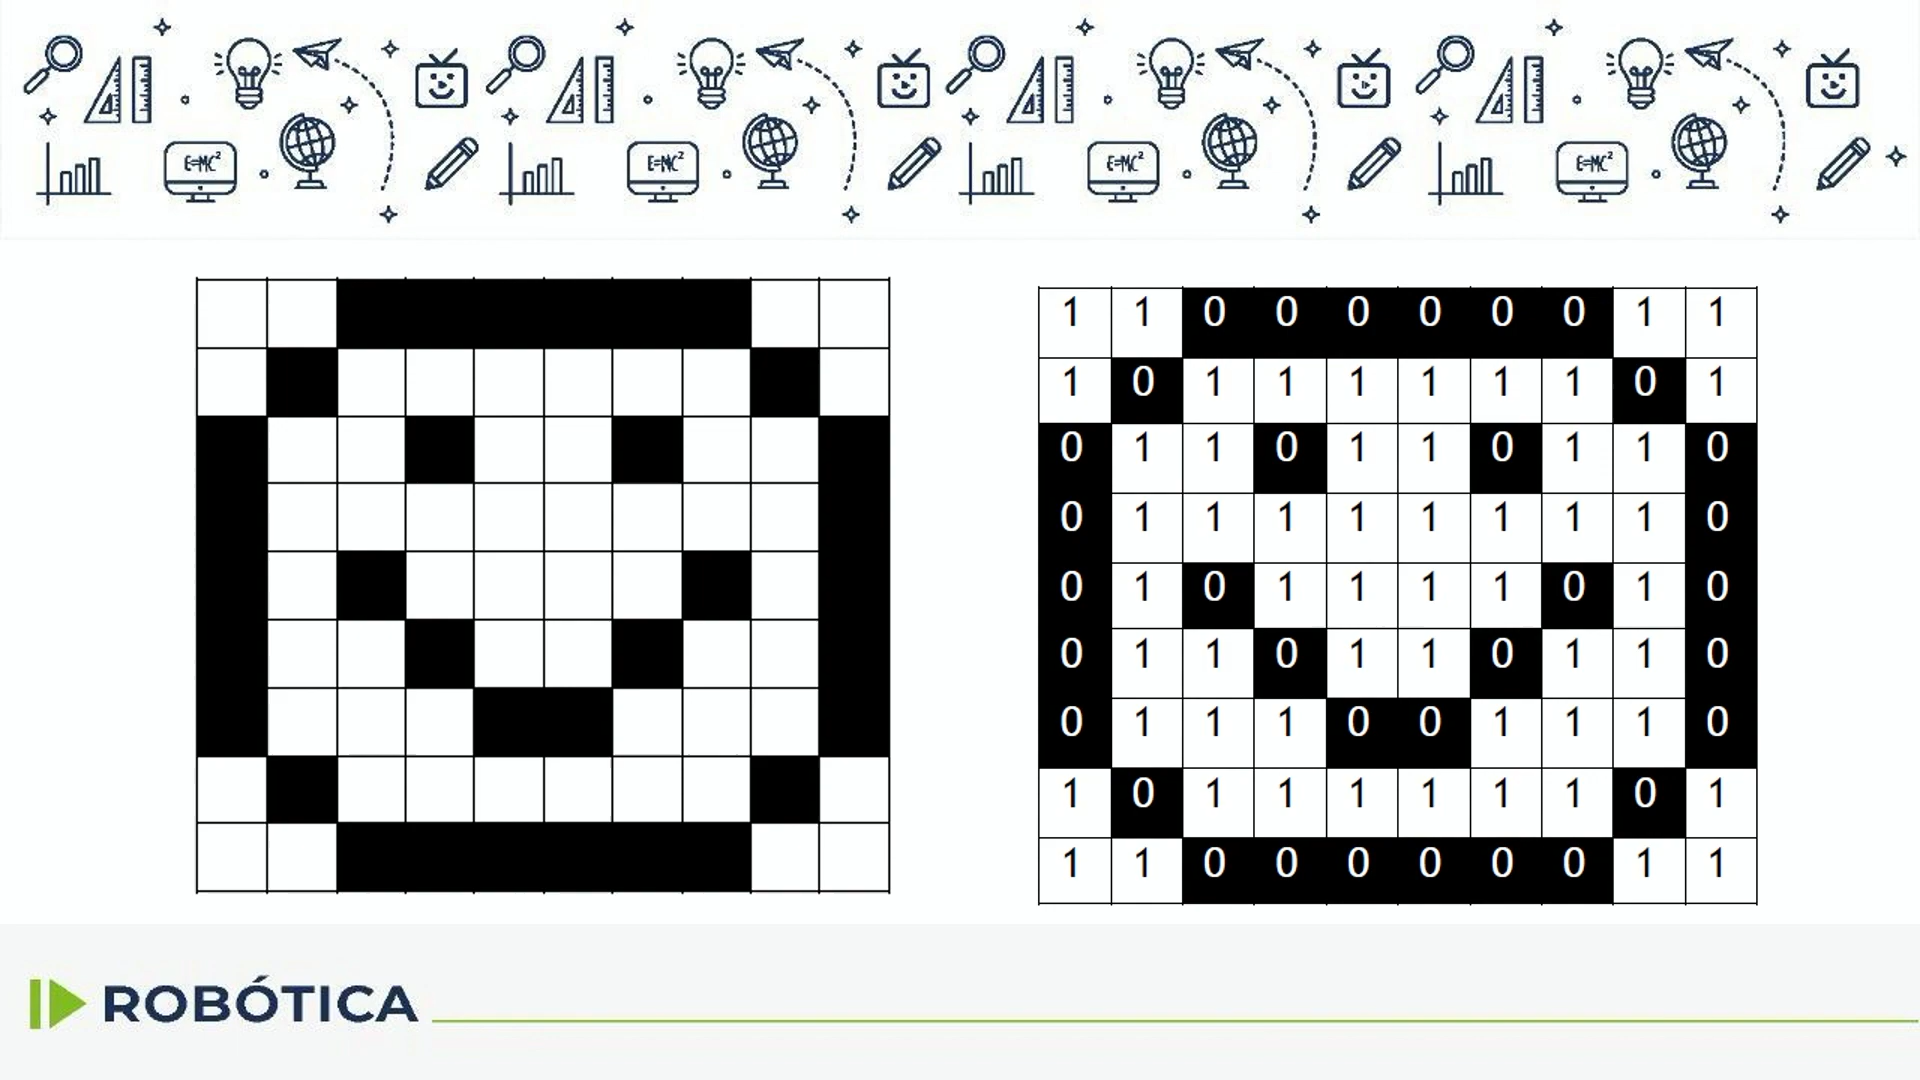 E=MC² E=MC² E=MC² E=MC²
1 1 0 0 0 0 0 0 1 1
1 0 1 1 1 1 1 1 0 1
0 1 1 0 1 1 0 1 1 0
0 1 1 1 1 1 1 1 1 0
0 1 0 1 1 1 1 0 1 0
0 1 1 0 1 1 0 1 1 0
0 1 1 1 0 0 1 1 1 0
1 0 1 1 1 1 1 1 0 1
1 1 0 0 0 0 0 0 1 1
ROBÓTICA